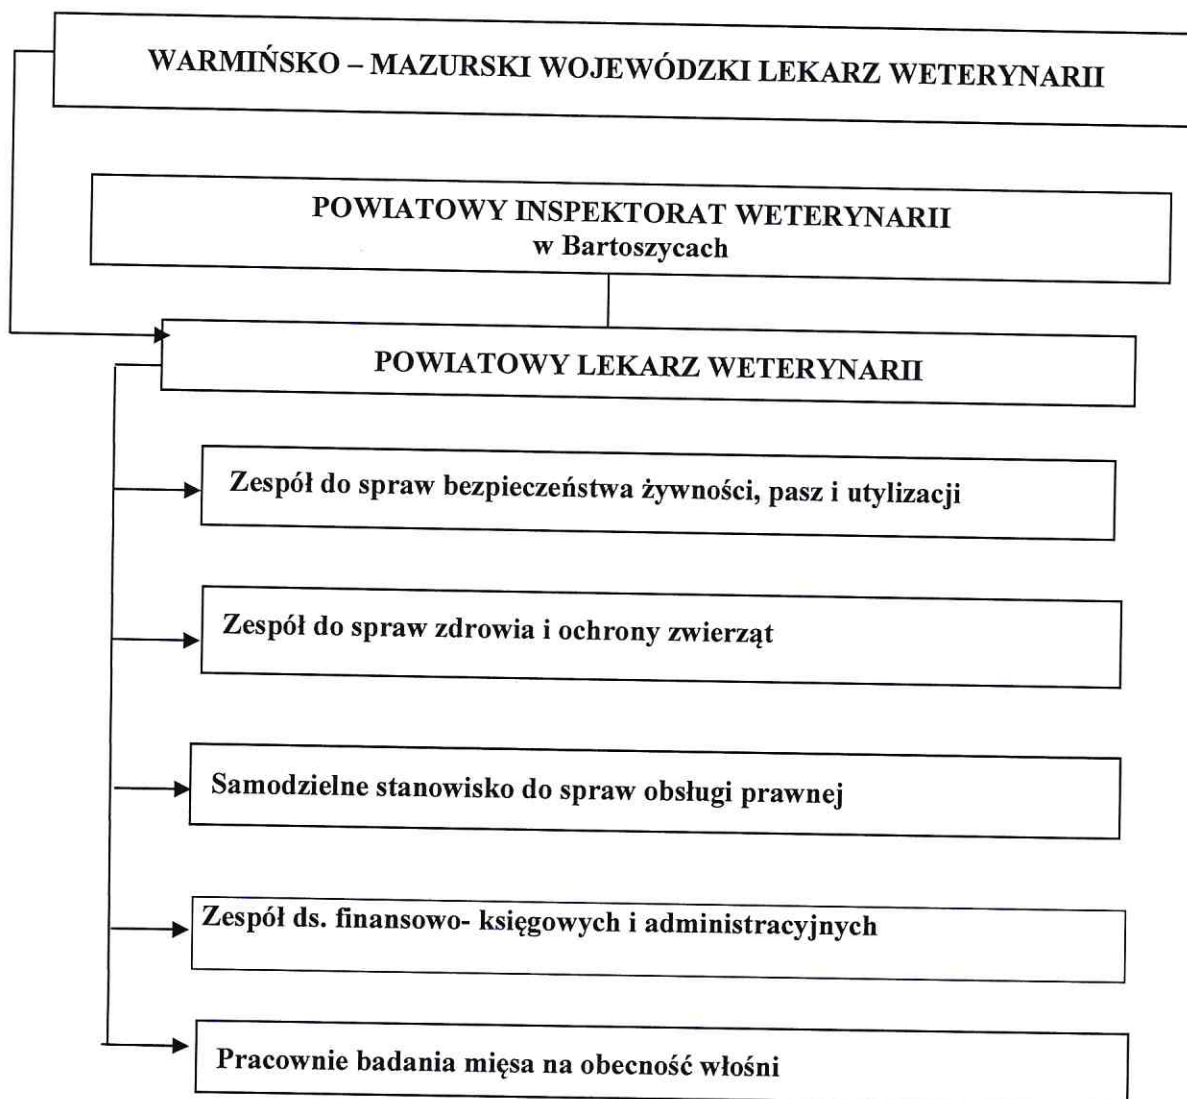 WARMIŃSKO – MAZURSKI WOJEWÓDZKI LEKARZ WETERYNARII
POWIATOWY INSPEKTORAT WETERYNARII
w Bartoszycach
POWIATOWY LEKARZ WETERYNARII
Zespół do spraw bezpieczeństwa żywności, pasz i utylizacji
Zespół do spraw zdrowia i ochrony zwierząt
Samodzielne stanowisko do spraw obsługi prawnej
Zespół ds. finansowo- księgowych i administracyjnych
Pracownie badania mięsa na obecność włośni